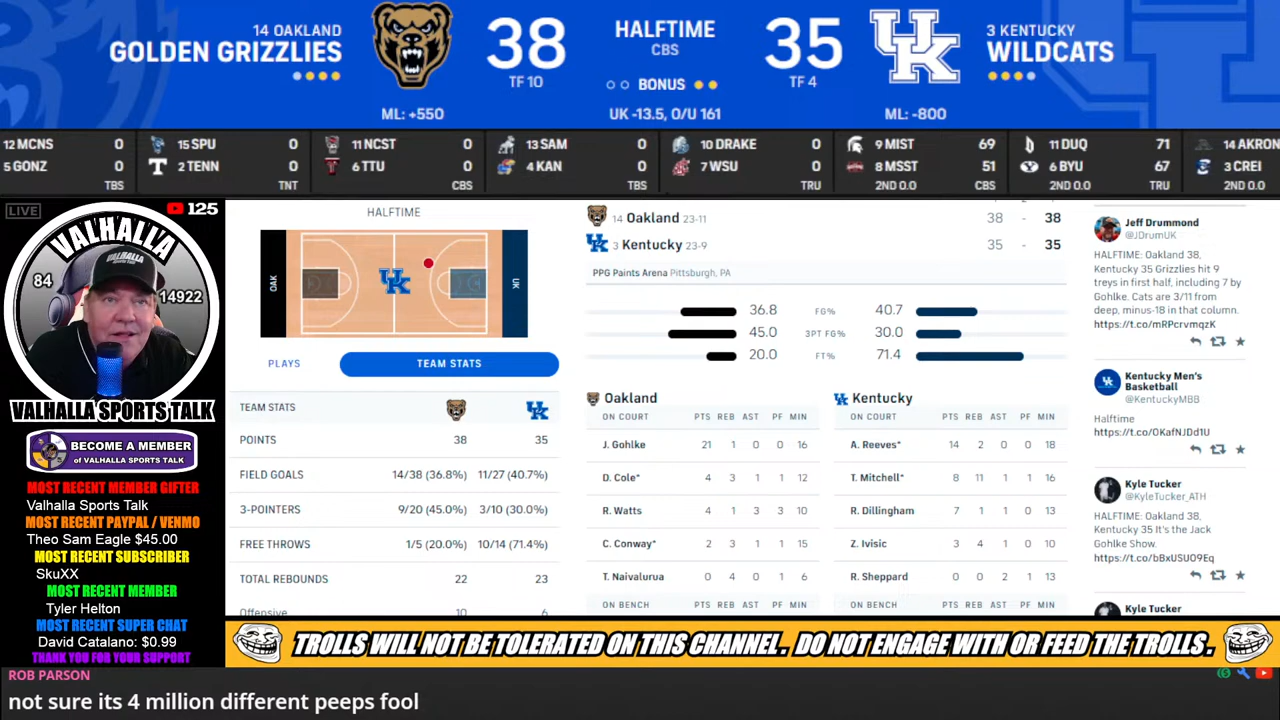 14 OAKLAND
GOLDEN GRIZZLIES
38
TF 10
ML: +550
HALFTIME
CBS
BONUS
UK -13.5, O/U 161
35
TF 4
UK
3 KENTUCKY
WILDCATS
ML: -800
12 MCNS 0
5 GONZ 0
TBS
15 SPU 0
2 TENN 0
TNT
11 NCST 0
6 TTU 0
CBS
13 SAM 0
4 KAN 0
TBS
10 DRAKE 0
7 WSU 0
TRU
9 MIST 69
8 MSST 51
2ND 0.0 CBS
11 DUQ 71
6 BYU 67
2ND 0.0 TRU
14 AKRON
3 CREI
2ND 0.0
LIVE
125
VALHALLA
84
14922
VALHALLA
VALHALLA SPORTS TALK
BECOME A MEMBER
of VALHALLA SPORTS TALK
MOST RECENT MEMBER GIFTER
Valhalla Sports Talk
MOST RECENT PAYPAL / VENMO
Theo Sam Eagle $45.00
MOST RECENT SUBSCRIBER
SkuXX
MOST RECENT MEMBER
Tyler Helton
MOST RECENT SUPER CHAT
David Catalano: $0.99
THANK YOU FOR YOUR SUPPORT
HALFTIME
OAK
UK
UK
PLAYS
TEAM STATS
TEAM STATS
POINTS 38 35
FIELD GOALS 14/38 (36.8%) 11/27 (40.7%)
3-POINTERS 9/20 (45.0%) 3/10 (30.0%)
FREE THROWS 1/5 (20.0%) 10/14 (71.4%)
TOTAL REBOUNDS 22 23
Offensive 10 6
14 Oakland 23-11 38 - 38
3 Kentucky 23-9 35 - 35
PPG Paints Arena Pittsburgh, PA
36.8 FG% 40.7
45.0 3PT FG% 30.0
20.0 FT% 71.4
Oakland
ON COURT PTS REB AST PF MIN
J. Gohlke 21 1 0 0 16
D. Cole* 4 3 1 1 12
R. Watts 4 1 3 3 10
C. Conway* 2 3 1 1 15
T. Naivalurua 0 4 0 1 6
ON BENCH PTS REB AST PF MIN
Kentucky
ON COURT PTS REB AST PF MIN
A. Reeves* 14 2 0 0 18
T. Mitchell* 8 11 1 1 16
R. Dillingham 7 1 1 0 13
Z. Ivisic 3 4 1 0 10
R. Sheppard 0 0 2 1 13
ON BENCH PTS REB AST PF MIN
Jeff Drummond
@JDrumUK
HALFTIME: Oakland 38,
Kentucky 35 Grizzlies hit 9
treys in first half, including 7 by
Gohlke. Cats are 3/11 from
deep, minus-18 in that column.
https://t.co/mRPcrvmqzK
Kentucky Men's
Basketball
@KentuckyMBB
Halftime
https://t.co/OKafNJDd1U
Kyle Tucker
@KyleTucker_ATH
HALFTIME: Oakland 38,
Kentucky 35 It's the Jack
Gohlke Show.
https://t.co/bBxUSUO9Eq
Kyle Tucker
TROLLS WILL NOT BE TOLERATED ON THIS CHANNEL. DO NOT ENGAGE WITH OR FEED THE TROLLS.
ROB PARSON
not sure its 4 million different peeps fool